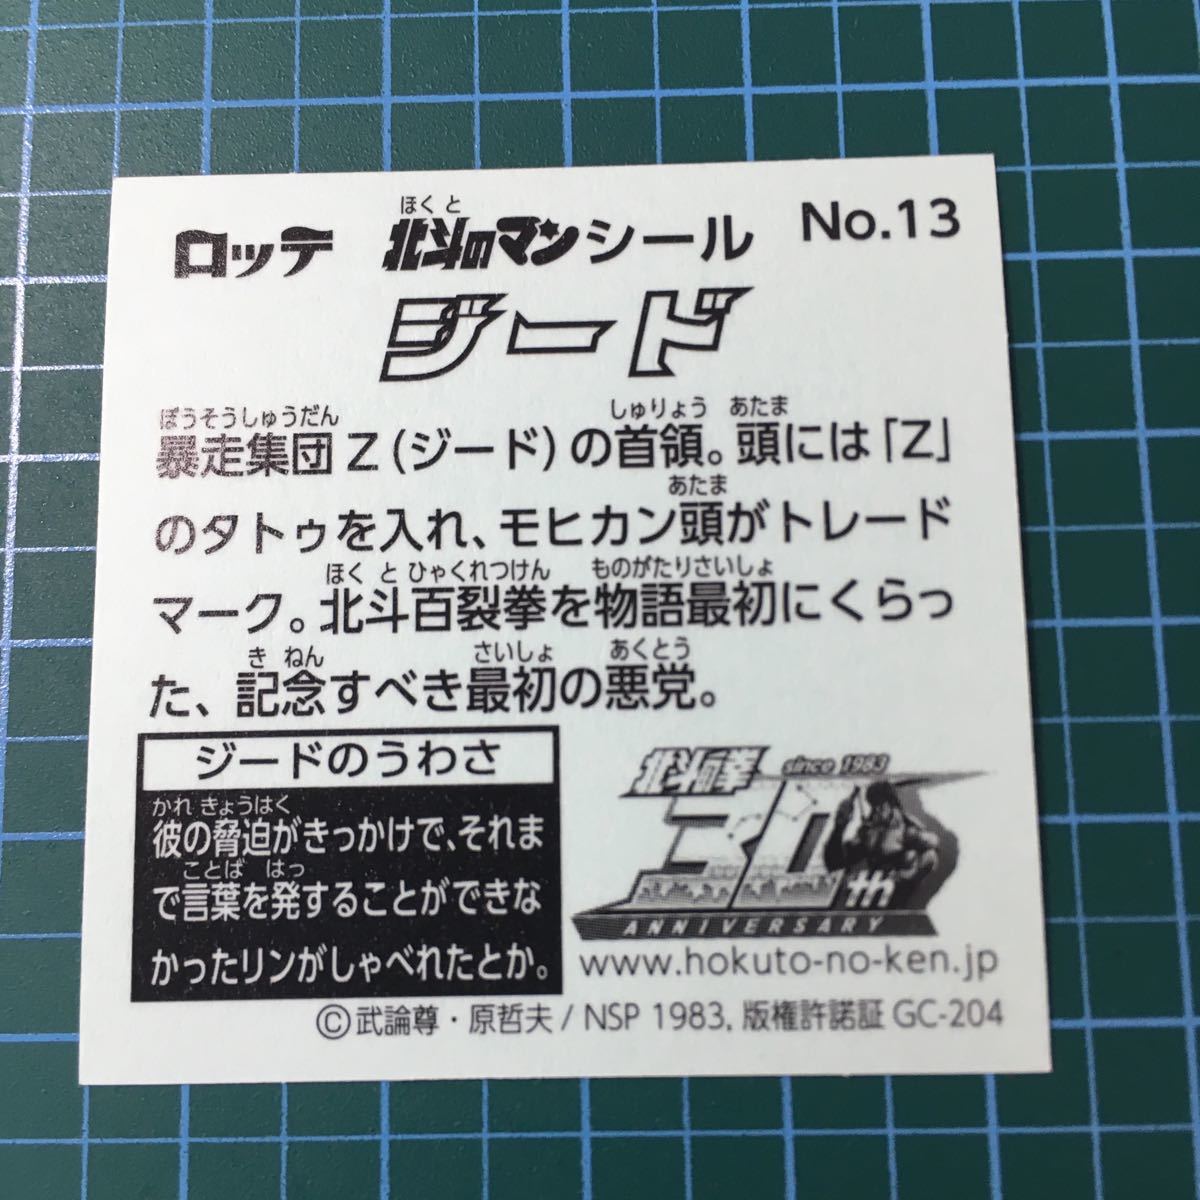 ロッテ 北斗のマンシール No.13
ほくと
ジード
ぼうそうしゅうだん しゅりょう あたま
暴走集団Z(ジード)の首領。頭には「Z」
あたま
のタトゥを入れ、モヒカン頭がトレード
ほくとひゃくれつけん ものがたりさいしょ
マーク。北斗百裂拳を物語最初にくらっ
きねん さいしょ あくとう
た、記念すべき最初の悪党。
ジードのうわさ
かれ きょうはく
彼の脅迫がきっかけで、それま
ことば はっ
で言葉を発することができな
かったリンがしゃべれたとか。
北斗の拳 since 1983
30th
ANNIVERSARY
www.hokuto-no-ken.jp
©武論尊・原哲夫/NSP 1983, 版権許諾証 GC-204